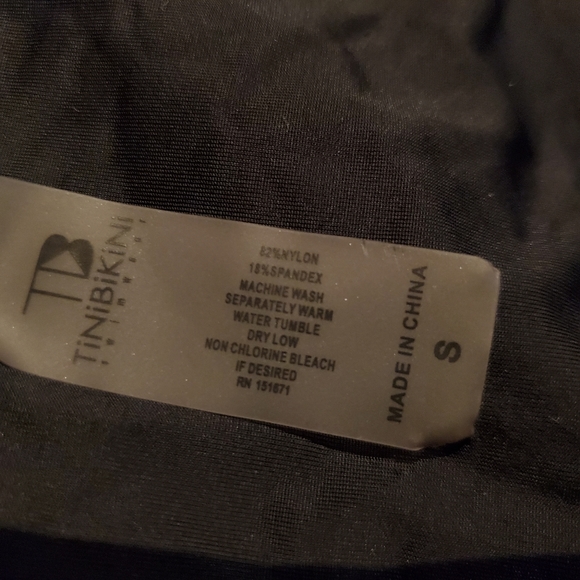 TB
TiNiBiKiNi
swimwear
82%NYLON
18%SPANDEX
MACHINE WASH
SEPARATELY WARM
WATER TUMBLE
DRY LOW
NON CHLORINE BLEACH
IF DESIRED
RN 151671
MADE IN CHINA
S